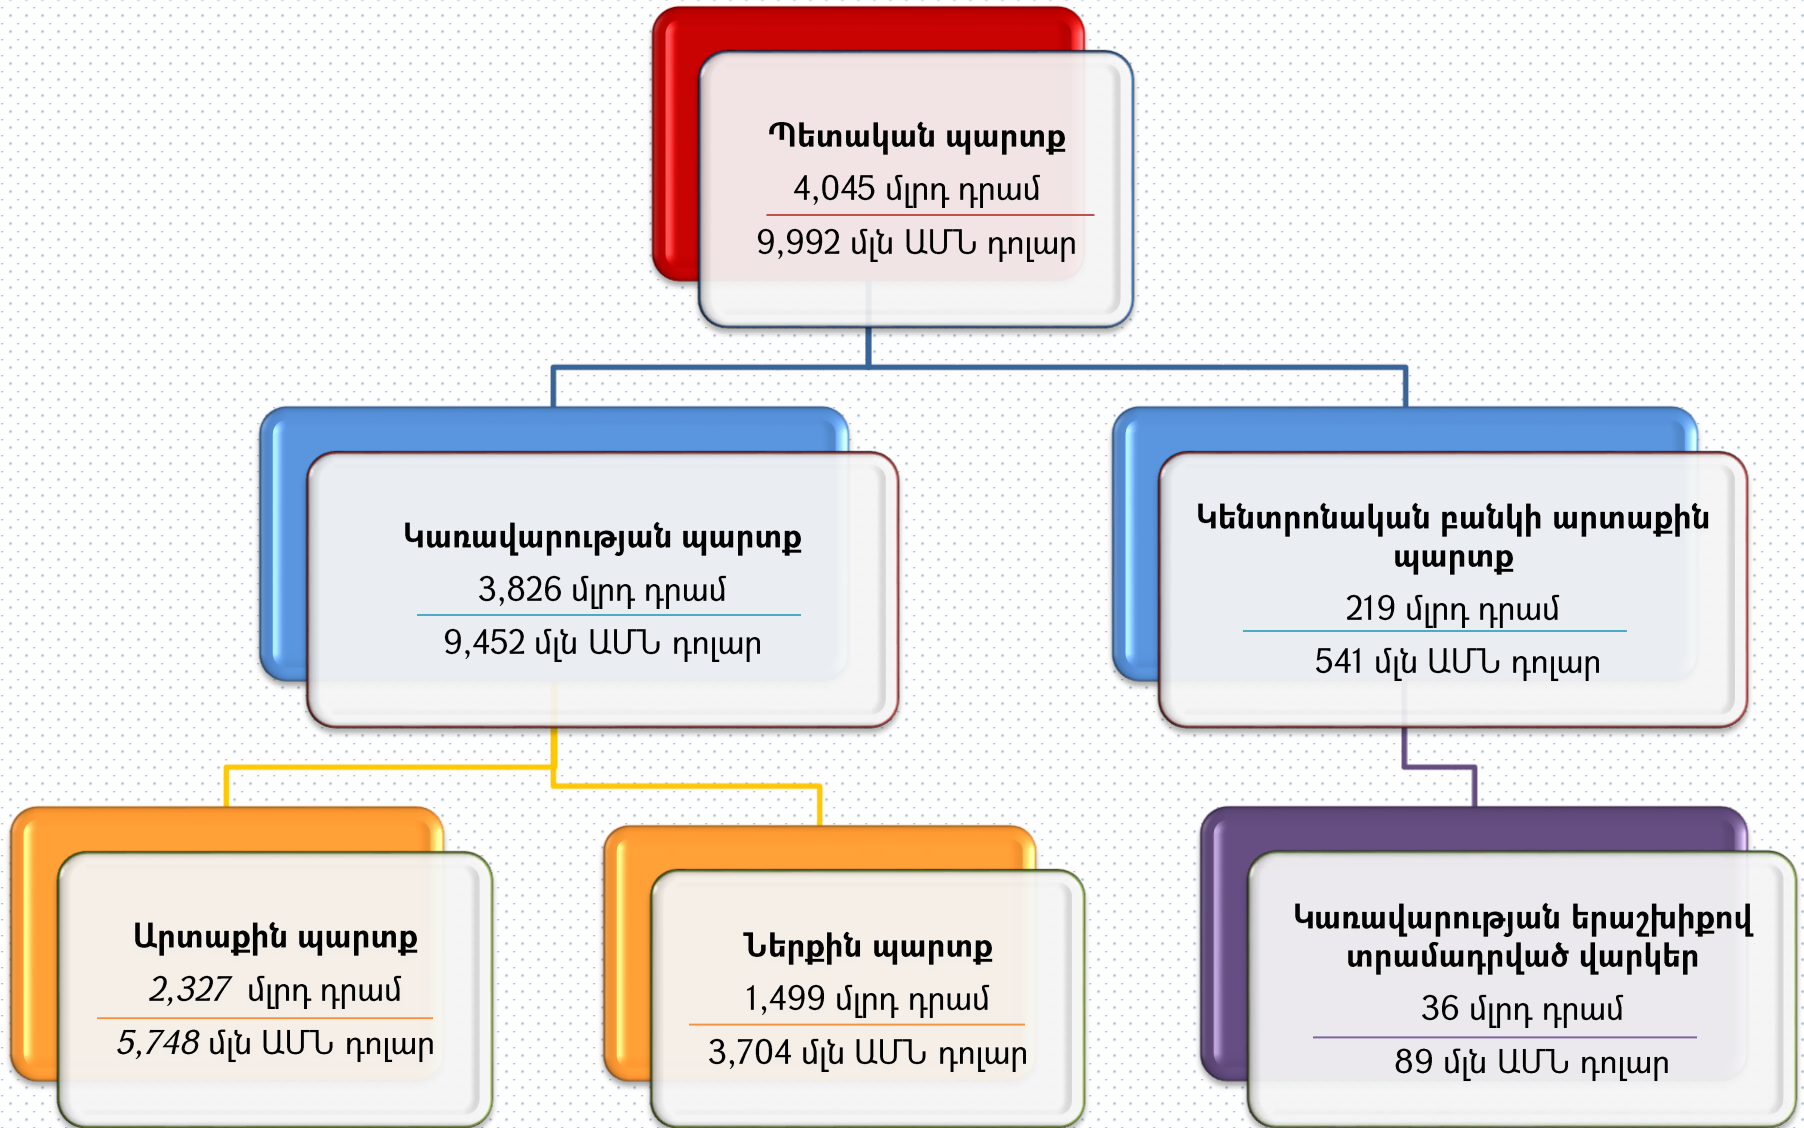 Պետական պարտք
4,045 մլրդ դրամ
9,992 մլն ԱՄՆ դոլար
Կառավարության պարտք
3,826 մլրդ դրամ
9,452 մլն ԱՄՆ դոլար
Կենտրոնական բանկի արտաքին
պարտք
219 մլրդ դրամ
541 մլն ԱՄՆ դոլար
Արտաքին պարտք
2,327 մլրդ դրամ
5,748 մլն ԱՄՆ դոլար
Ներքին պարտք
1,499 մլրդ դրամ
3,704 մլն ԱՄՆ դոլար
Կառավարության երաշխիքով
տրամադրված վարկեր
36 մլրդ դրամ
89 մլն ԱՄՆ դոլար